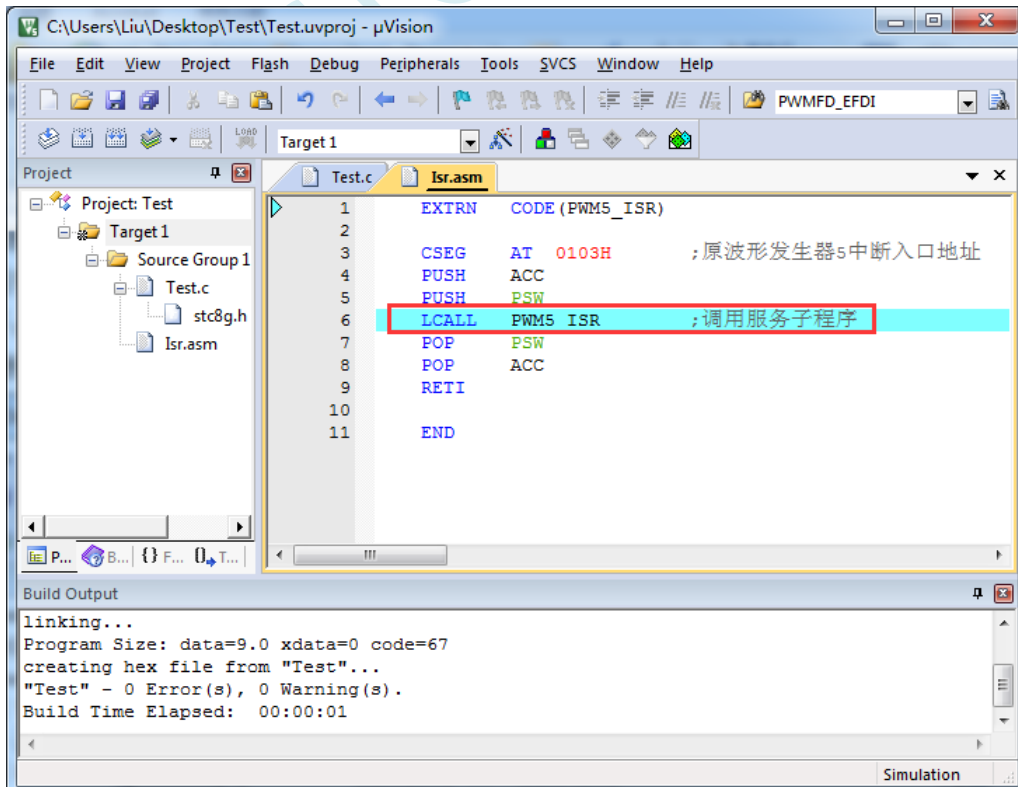 C:\Users\Liu\Desktop\Test\Test.uvproj - µVision
File Edit View Project Flash Debug Peripherals Tools SVCS Window Help
PWMFD_EFDI
LOAD Target 1
Project
Project: Test
Target 1
Source Group 1
Test.c
stc8g.h
Isr.asm
Test.c Isr.asm
1 EXTRN CODE(PWM5_ISR)
2
3 CSEG AT 0103H ;原波形发生器5中断入口地址
4 PUSH ACC
5 PUSH PSW
6 LCALL PWM5 ISR ;调用服务子程序
7 POP PSW
8 POP ACC
9 RETI
10
11 END
P... B... {} F... 0 T...
Build Output
linking...
Program Size: data=9.0 xdata=0 code=67
creating hex file from "Test"...
"Test" - 0 Error(s), 0 Warning(s).
Build Time Elapsed: 00:00:01
Simulation